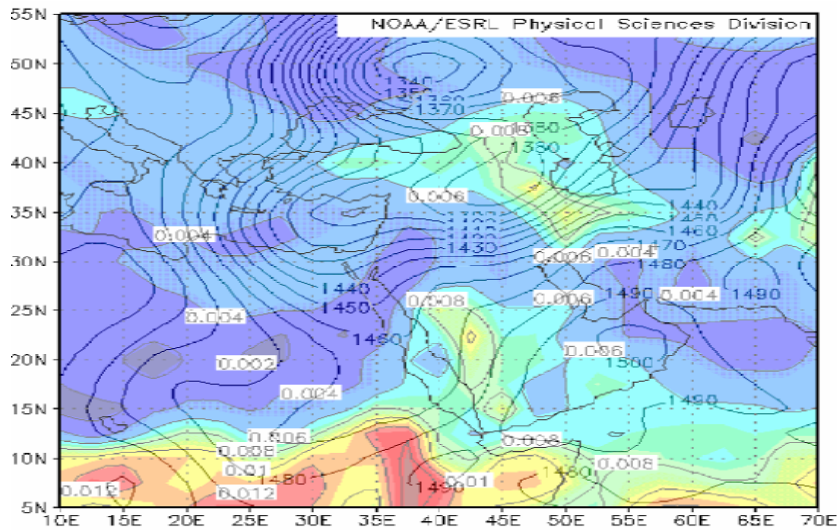 55N NOAA/ESRL Physical Sciences Division
50N 1340
1350
45N 1370 0.006
0.006 1330
40N 1350
35N 0.006 1440
1450
0.004 1460
30N 1430 0.006 0.004 1470
1480
25N 1440 0.008 0.006 1490 0.004 1490
1450
0.004
20N 1460 0.006
0.002 1500
15N 0.004 1490
0.006 0.008
10N 0.008 0.008
0.01 1480 0.01 1480
0.012 0.012 1490
5N
10E 15E 20E 25E 30E 35E 40E 45E 50E 55E 60E 65E 70E